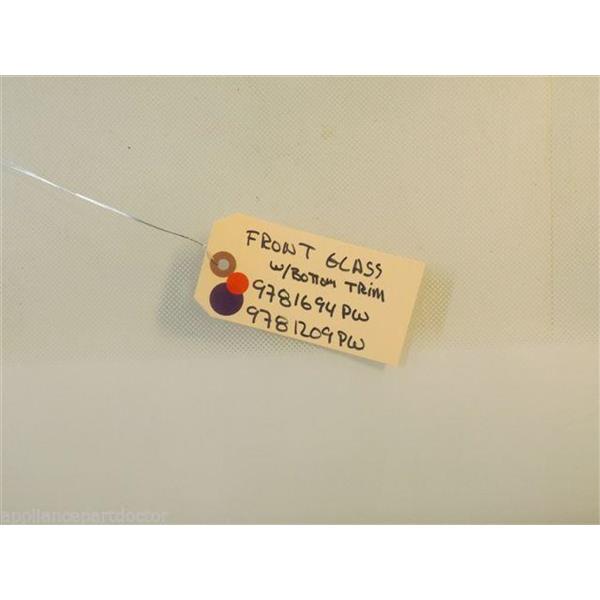 FRONT GLASS
W/BOTTOM TRIM
9781694PW
9781209PW
appliancepartdoctor